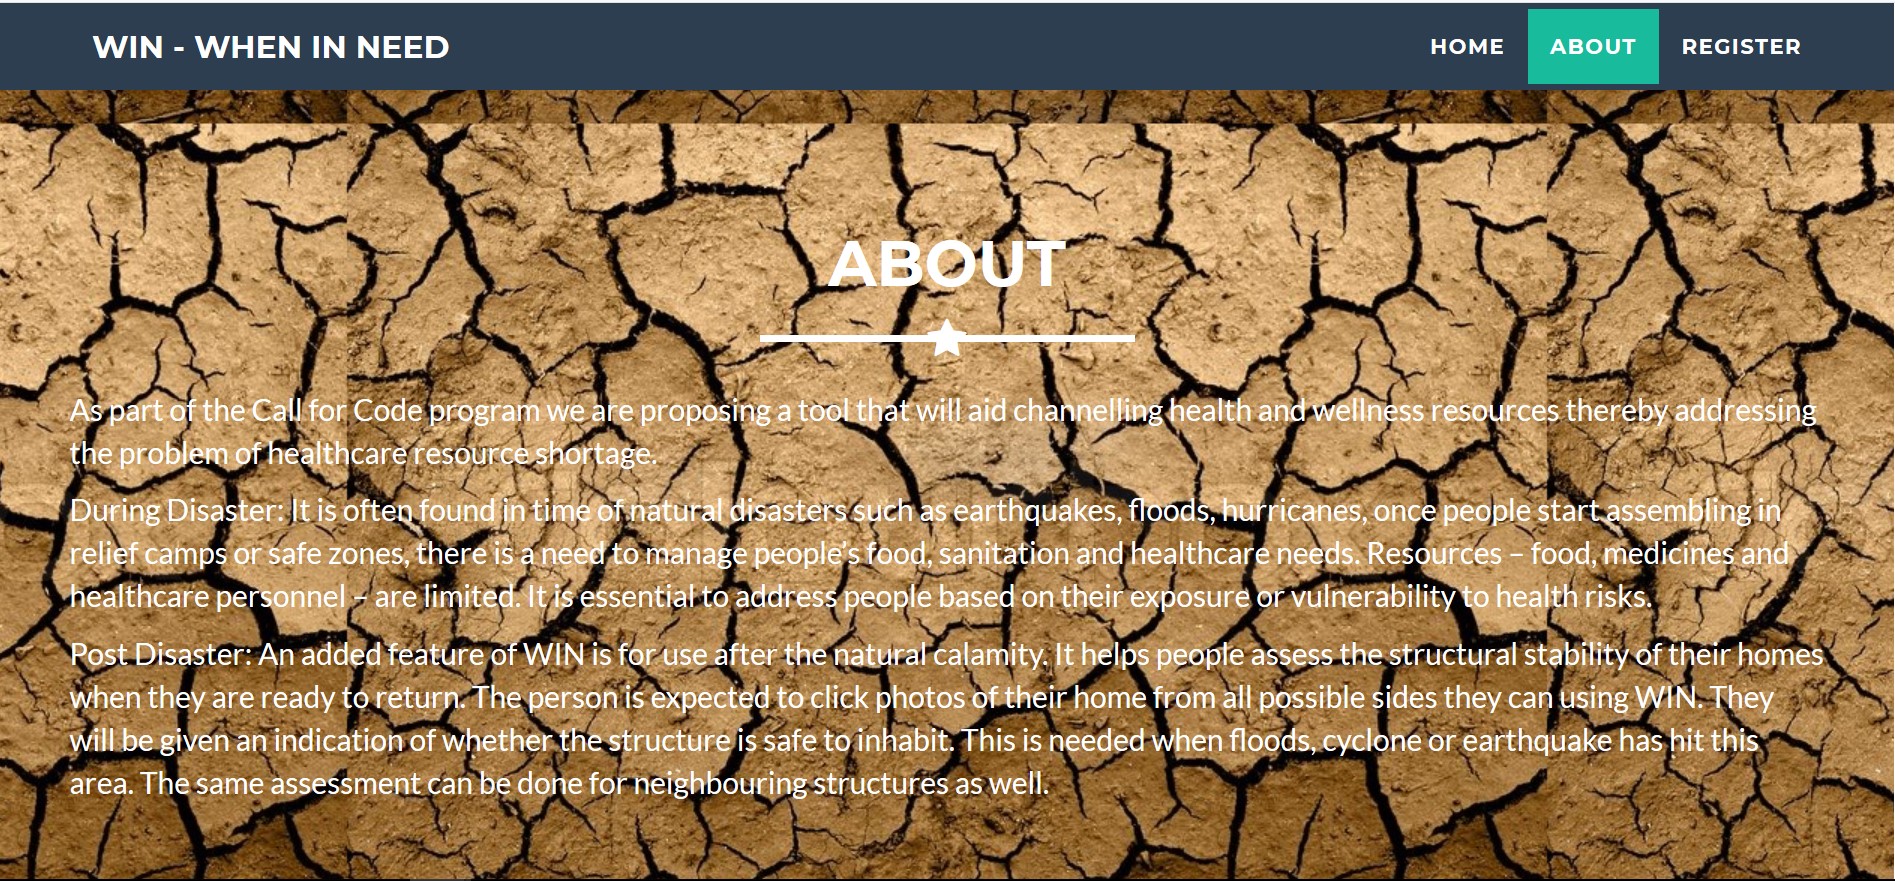 WIN - WHEN IN NEED
HOME ABOUT REGISTER
ABOUT
As part of the Call for Code program we are proposing a tool that will aid channelling health and wellness resources thereby addressing
the problem of healthcare resource shortage.
During Disaster: It is often found in time of natural disasters such as earthquakes, floods, hurricanes, once people start assembling in
relief camps or safe zones, there is a need to manage people’s food, sanitation and healthcare needs. Resources – food, medicines and
healthcare personnel – are limited. It is essential to address people based on their exposure or vulnerability to health risks.
Post Disaster: An added feature of WIN is for use after the natural calamity. It helps people assess the structural stability of their homes
when they are ready to return. The person is expected to click photos of their home from all possible sides they can using WIN. They
will be given an indication of whether the structure is safe to inhabit. This is needed when floods, cyclone or earthquake has hit this
area. The same assessment can be done for neighbouring structures as well.